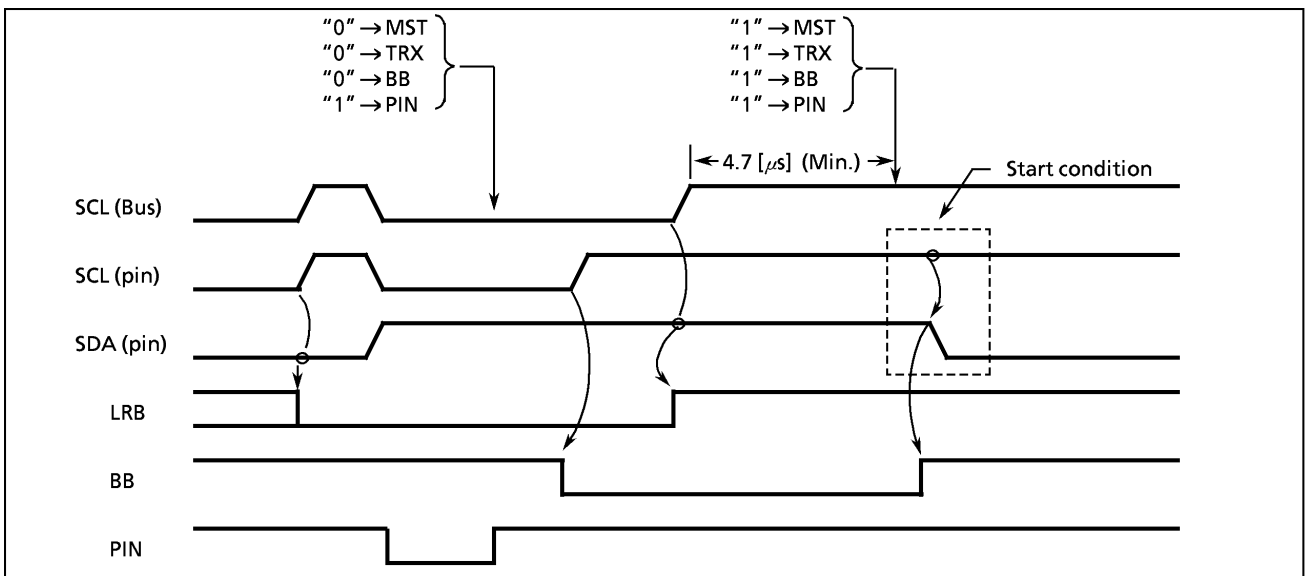 “0” → MST
“0” → TRX
“0” → BB
“1” → PIN
“1” → MST
“1” → TRX
“1” → BB
“1” → PIN
4.7 [μs] (Min.)
Start condition
SCL (Bus)
SCL (pin)
SDA (pin)
LRB
BB
PIN